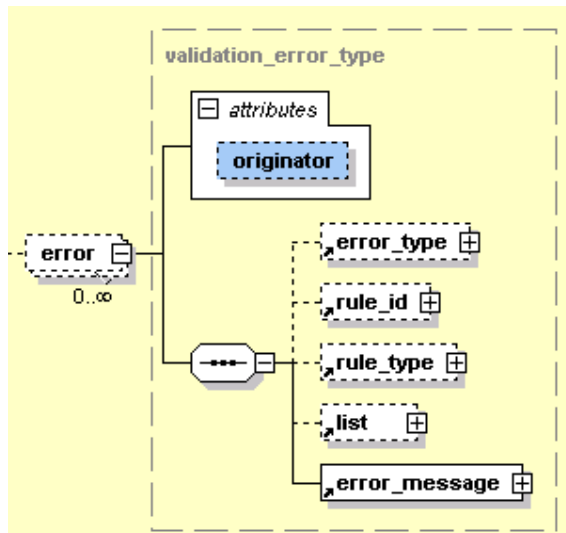 validation_error_type
attributes
originator
error
0..∞
error_type
rule_id
rule_type
list
error_message